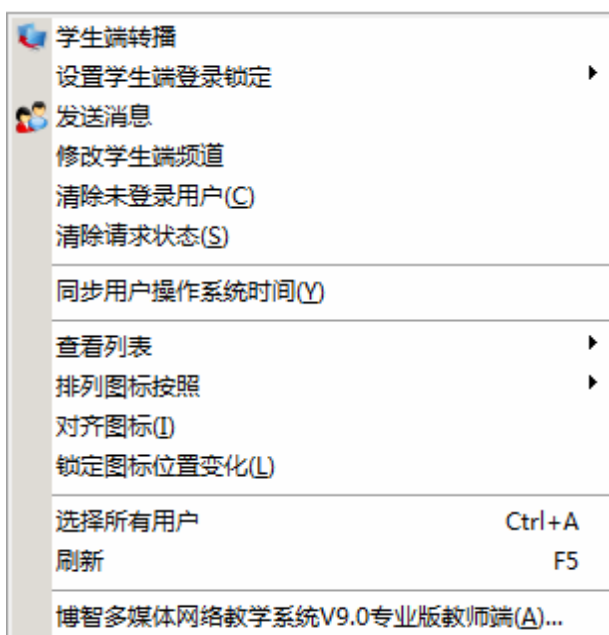 学生端转播
设置学生端登录锁定
发送消息
修改学生端频道
清除未登录用户(C)
清除请求状态(S)
同步用户操作系统时间(Y)
查看列表
排列图标按照
对齐图标(I)
锁定图标位置变化(L)
选择所有用户 Ctrl+A
刷新 F5
博智多媒体网络教学系统V9.0专业版教师端(A)...